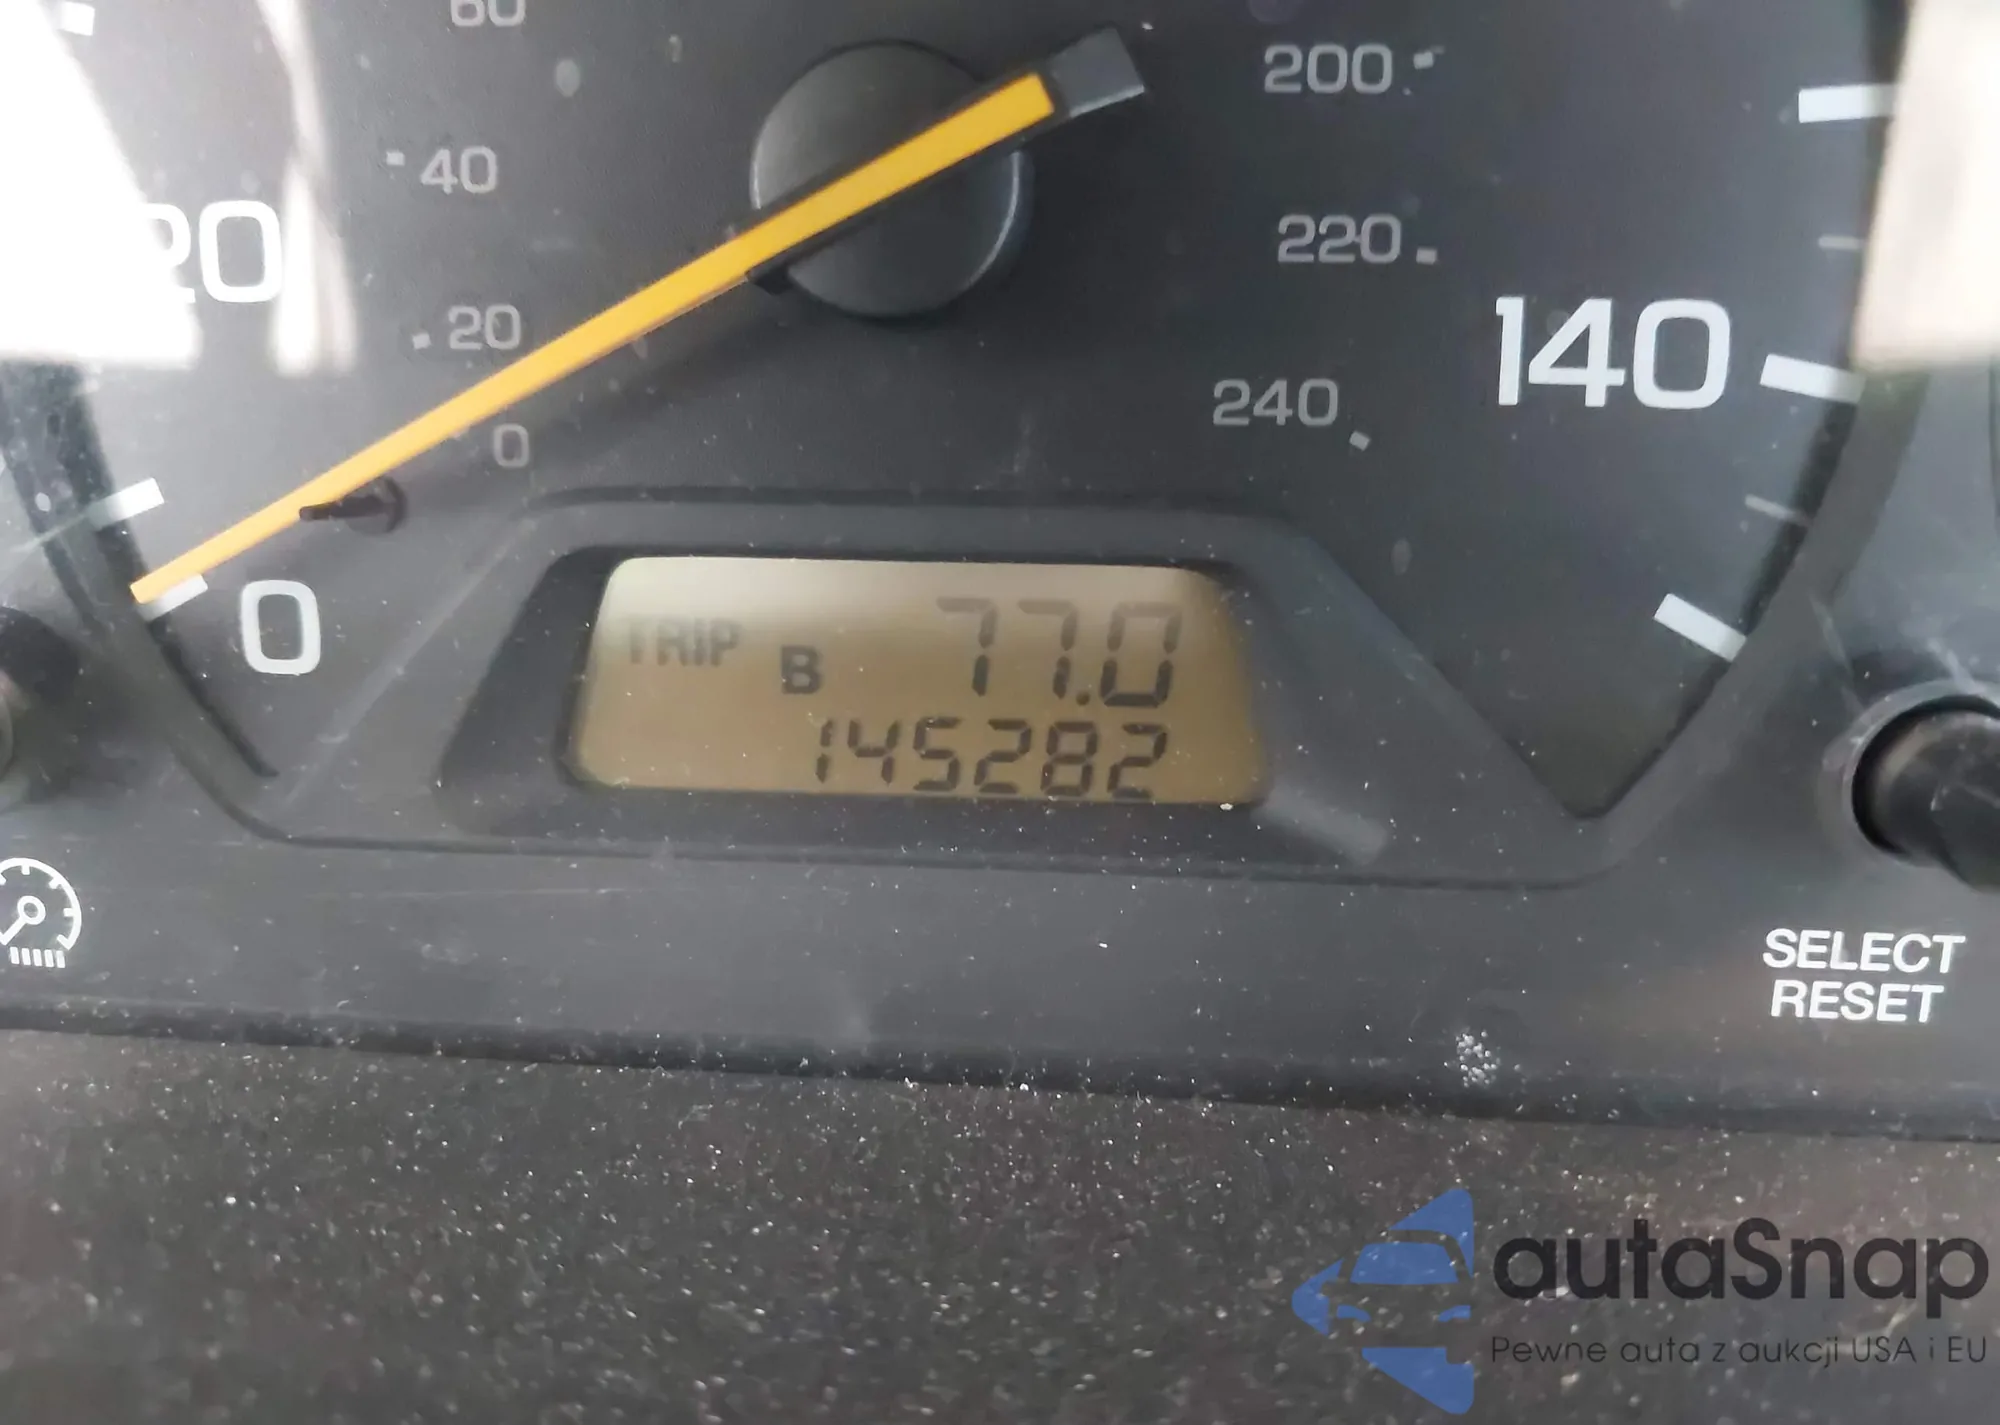 60
40
20
20
0
0
200
220
240
140
TRIP B 77.0
145282
SELECT
RESET
autaSnap
Pewne auta z aukcji USA i EU